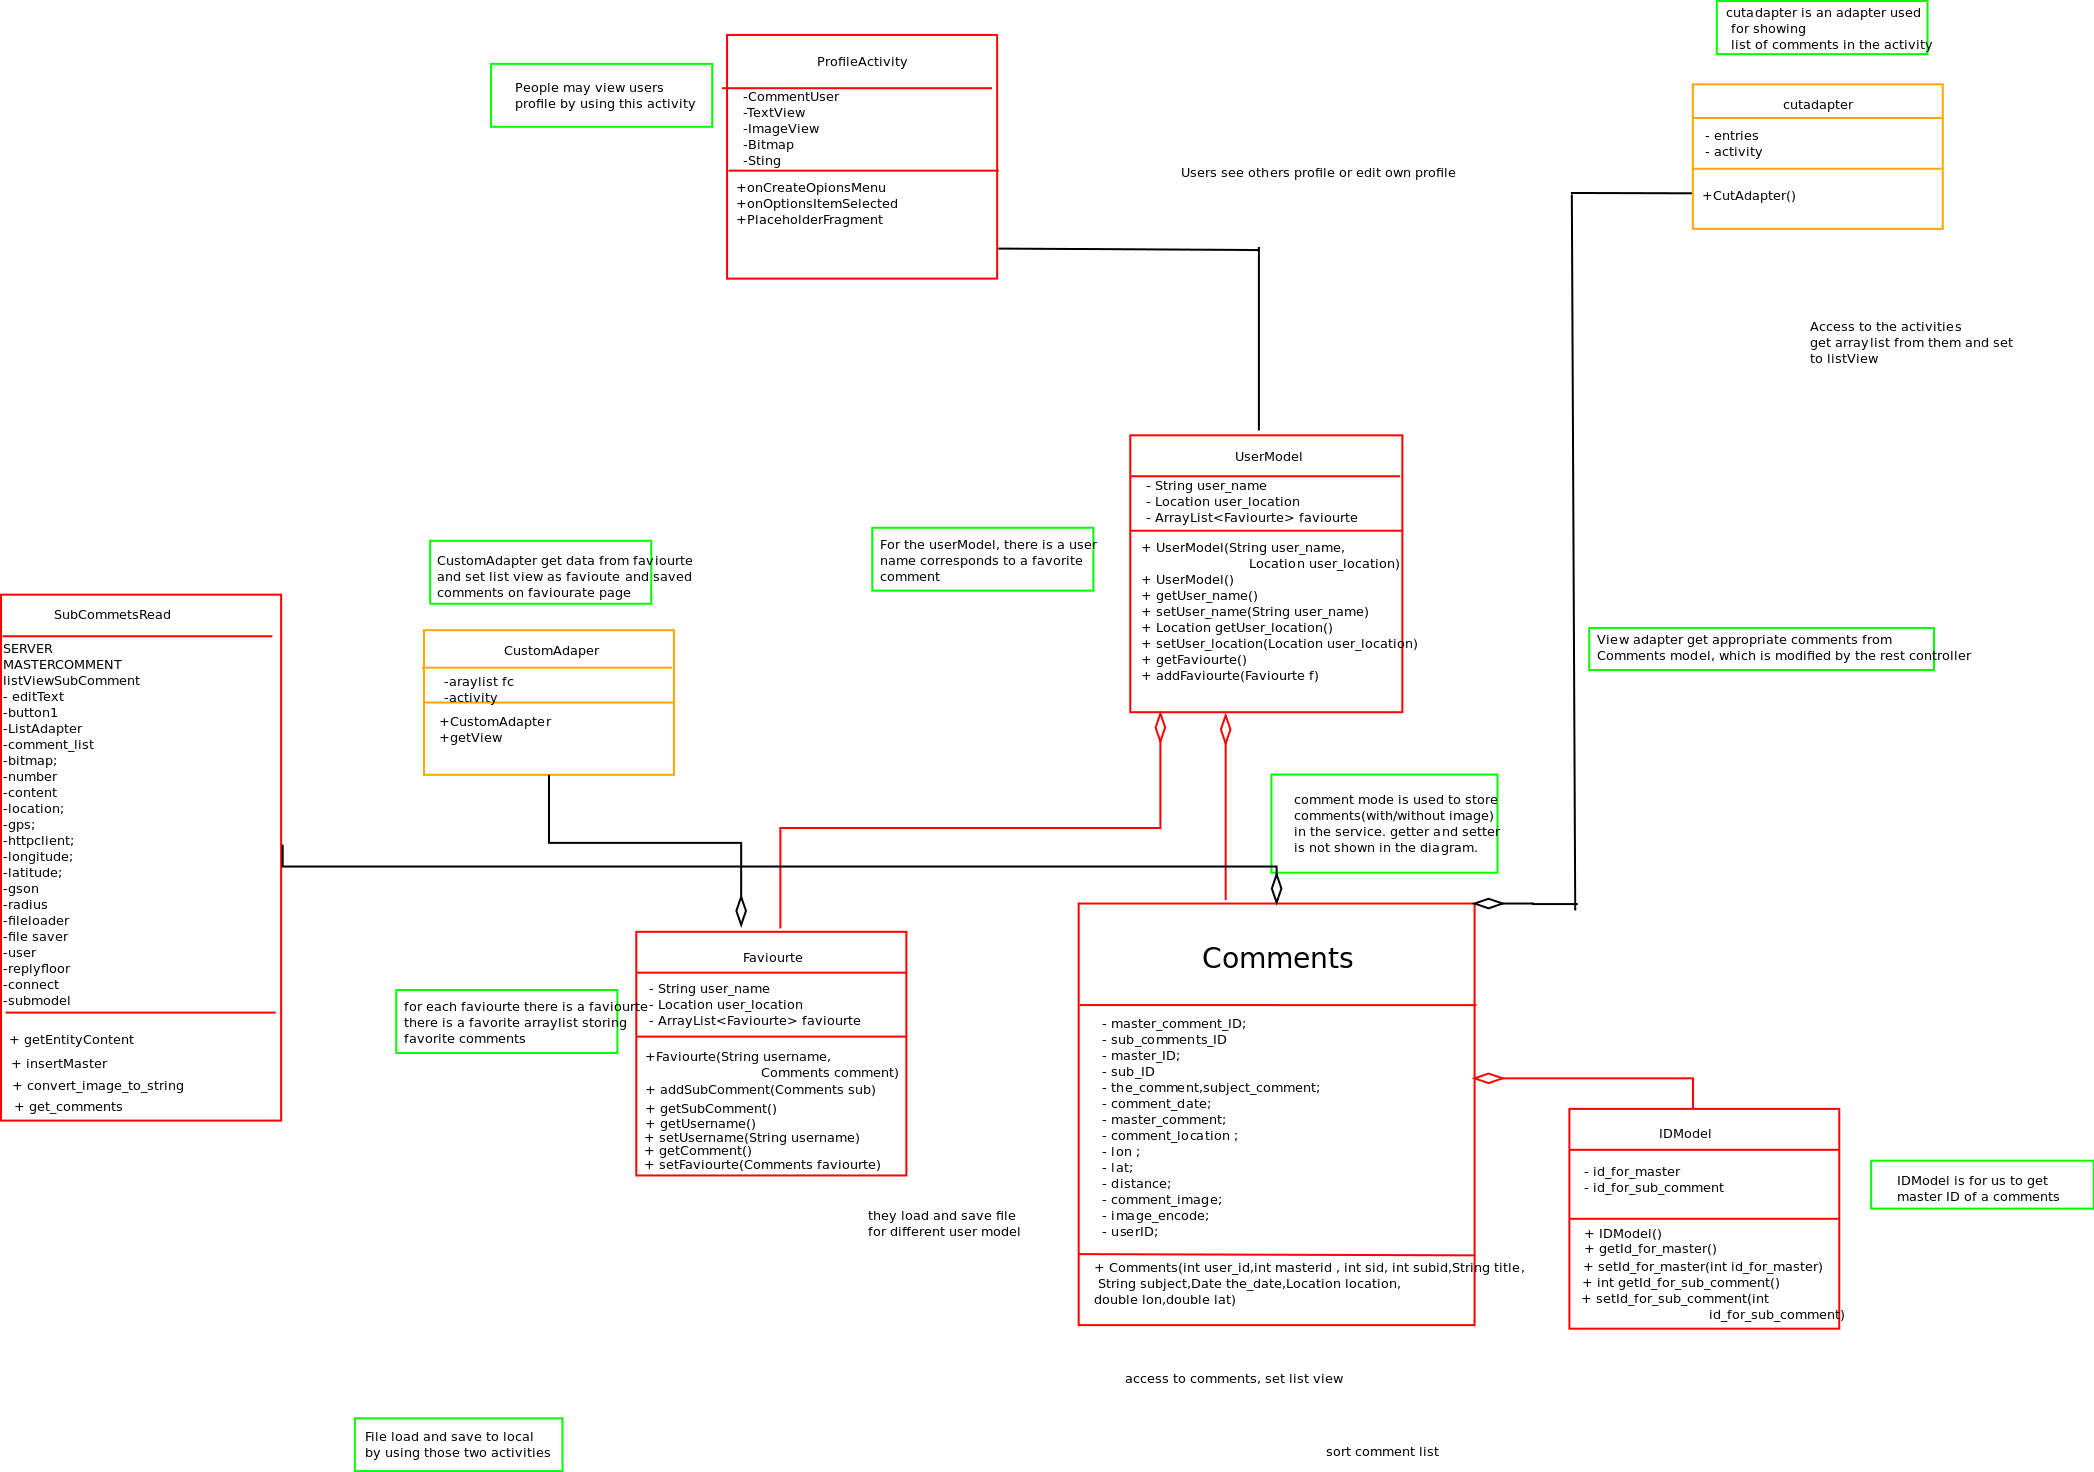 cutadapter is an adapter used
for showing
list of comments in the activity
ProfileActivity
People may view users
profile by using this activity
-CommentUser
-TextView
-ImageView
-Bitmap
-Sting
+onCreateOpionsMenu
+onOptionsItemSelected
+PlaceholderFragment
cutadapter
- entries
- activity
+CutAdapter()
Users see others profile or edit own profile
Access to the activities
get arraylist from them and set
to listView
UserModel
- String user_name
- Location user_location
- ArrayList<Faviourte> faviourte
+ UserModel(String user_name,
Location user_location)
+ UserModel()
+ getUser_name()
+ setUser_name(String user_name)
+ Location getUser_location()
+ setUser_location(Location user_location)
+ getFaviourte()
+ addFaviourte(Faviourte f)
For the userModel, there is a user
name corresponds to a favorite
comment
CustomAdapter get data from faviourte
and set list view as favioute and saved
comments on faviourate page
CustomAdaper
-araylist fc
-activity
+CustomAdapter
+getView
SubCommetsRead
SERVER
MASTERCOMMENT
listViewSubComment
- editText
-button1
-ListAdapter
-comment_list
-bitmap;
-number
-content
-location;
-gps;
-httpclient;
-longitude;
-latitude;
-gson
-radius
-fileloader
-file saver
-user
-replyfloor
-connect
-submodel
+ getEntityContent
+ insertMaster
+ convert_image_to_string
+ get_comments
View adapter get appropriate comments from
Comments model, which is modified by the rest controller
comment mode is used to store
comments(with/without image)
in the service. getter and setter
is not shown in the diagram.
Faviourte
- String user_name
- Location user_location
- ArrayList<Faviourte> faviourte
+Faviourte(String username,
Comments comment)
+ addSubComment(Comments sub)
+ getSubComment()
+ getUsername()
+ setUsername(String username)
+ getComment()
+ setFaviourte(Comments faviourte)
for each faviourte there is a faviourte
there is a favorite arraylist storing
favorite comments
Comments
- master_comment_ID;
- sub_comments_ID
- master_ID;
- sub_ID
- the_comment,subject_comment;
- comment_date;
- master_comment;
- comment_location ;
- lon ;
- lat;
- distance;
- comment_image;
- image_encode;
- userID;
+ Comments(int user_id,int masterid , int sid, int subid,String title,
String subject,Date the_date,Location location,
double lon,double lat)
IDModel
- id_for_master
- id_for_sub_comment
+ IDModel()
+ getId_for_master()
+ setId_for_master(int id_for_master)
+ int getId_for_sub_comment()
+ setId_for_sub_comment(int
id_for_sub_comment)
IDModel is for us to get
master ID of a comments
they load and save file
for different user model
access to comments, set list view
File load and save to local
by using those two activities
sort comment list